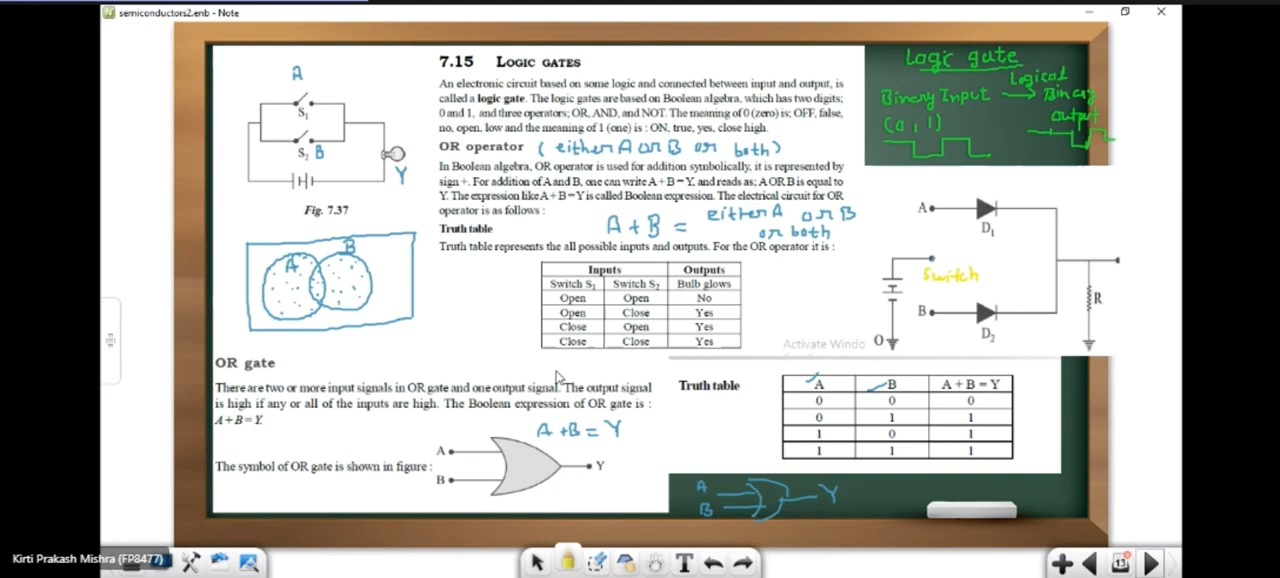 semiconductors2.enb - Note
A
S1
S2 B
Y
Fig. 7.37
A
B
7.15 LOGIC GATES
An electronic circuit based on some logic and connected between input and output, is
called a logic gate. The logic gates are based on Boolean algebra, which has two digits;
0 and 1, and three operators; OR, AND, and NOT. The meaning of 0 (zero) is; OFF, false,
no, open, low and the meaning of 1 (one) is : ON, true, yes, close high.
OR operator ( either A or B or both )
In Boolean algebra, OR operator is used for addition symbolically, it is represented by
sign +. For addition of A and B, one can write A + B = Y, and reads as; A OR B is equal to
Y. The expression like A + B = Y is called Boolean expression. The electrical circuit for OR
operator is as follows :
A + B = either A or B
or both
Truth table
Truth table represents the all possible inputs and outputs. For the OR operator it is :
Inputs Outputs
Switch S1 Switch S2 Bulb glows
Open Open No
Open Close Yes
Close Open Yes
Close Close Yes
Logic gate
Binary Input → Logical Binary
(0, 1) output
A
D1
Switch
B
D2
R
O
Activate Windo
OR gate
There are two or more input signals in OR gate and one output signal. The output signal
is high if any or all of the inputs are high. The Boolean expression of OR gate is :
A + B = Y.
A + B = Y
The symbol of OR gate is shown in figure :
A
B
Y
Truth table
A B A + B = Y
0 0 0
0 1 1
1 0 1
1 1 1
A
B
Y
Kirti Prakash Mishra (FP8477)
T
13